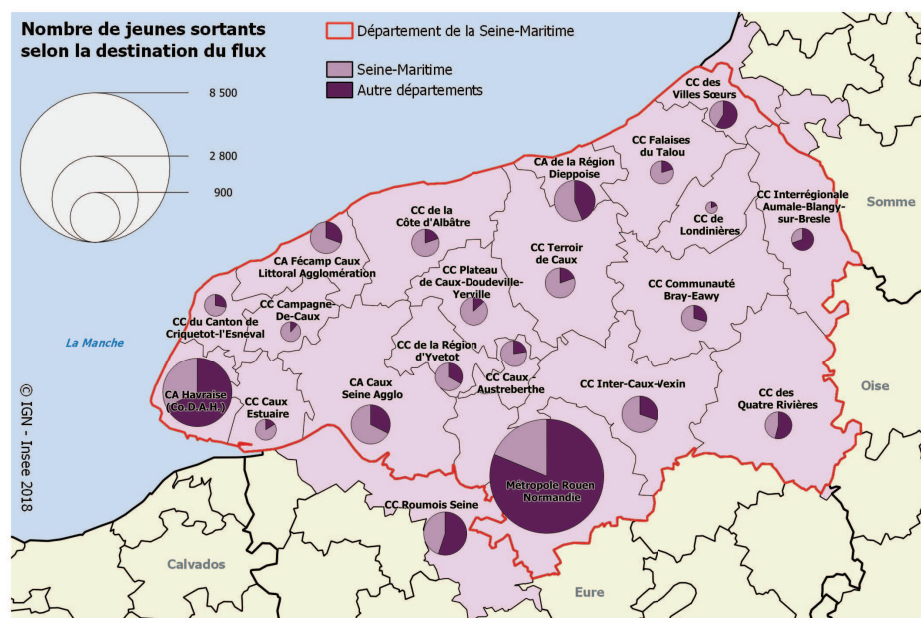 Nombre de jeunes sortants
selon la destination du flux
8 500
2 800
900
Département de la Seine-Maritime
Seine-Maritime
Autre départements
CC des
Villes Sœurs
CC Falaises
du Talou
CA de la Région
Dieppoise
CC Interrégionale
Aumale-Blangy-
sur-Bresle
Somme
CC de
Londinières
CC de la
Côte d'Albâtre
CA Fécamp Caux
Littoral Agglomération
CC Terroir
de Caux
CC Plateau
de Caux-Doudeville-
Yerville
CC Communauté
Bray-Eawy
CC du Canton de
Criquetot-l'Esneval
CC Campagne-
De-Caux
La Manche
CC de la Région
d'Yvetot
CC Caux -
Austreberthe
CC Inter-Caux-Vexin
CA Havraise
(Co.D.A.H.)
CC Caux
Estuaire
CA Caux
Seine Agglo
CC des
Quatre Rivières
Oise
Métropole Rouen
Normandie
CC Roumois Seine
Calvados
Eure
© IGN - Insee 2018